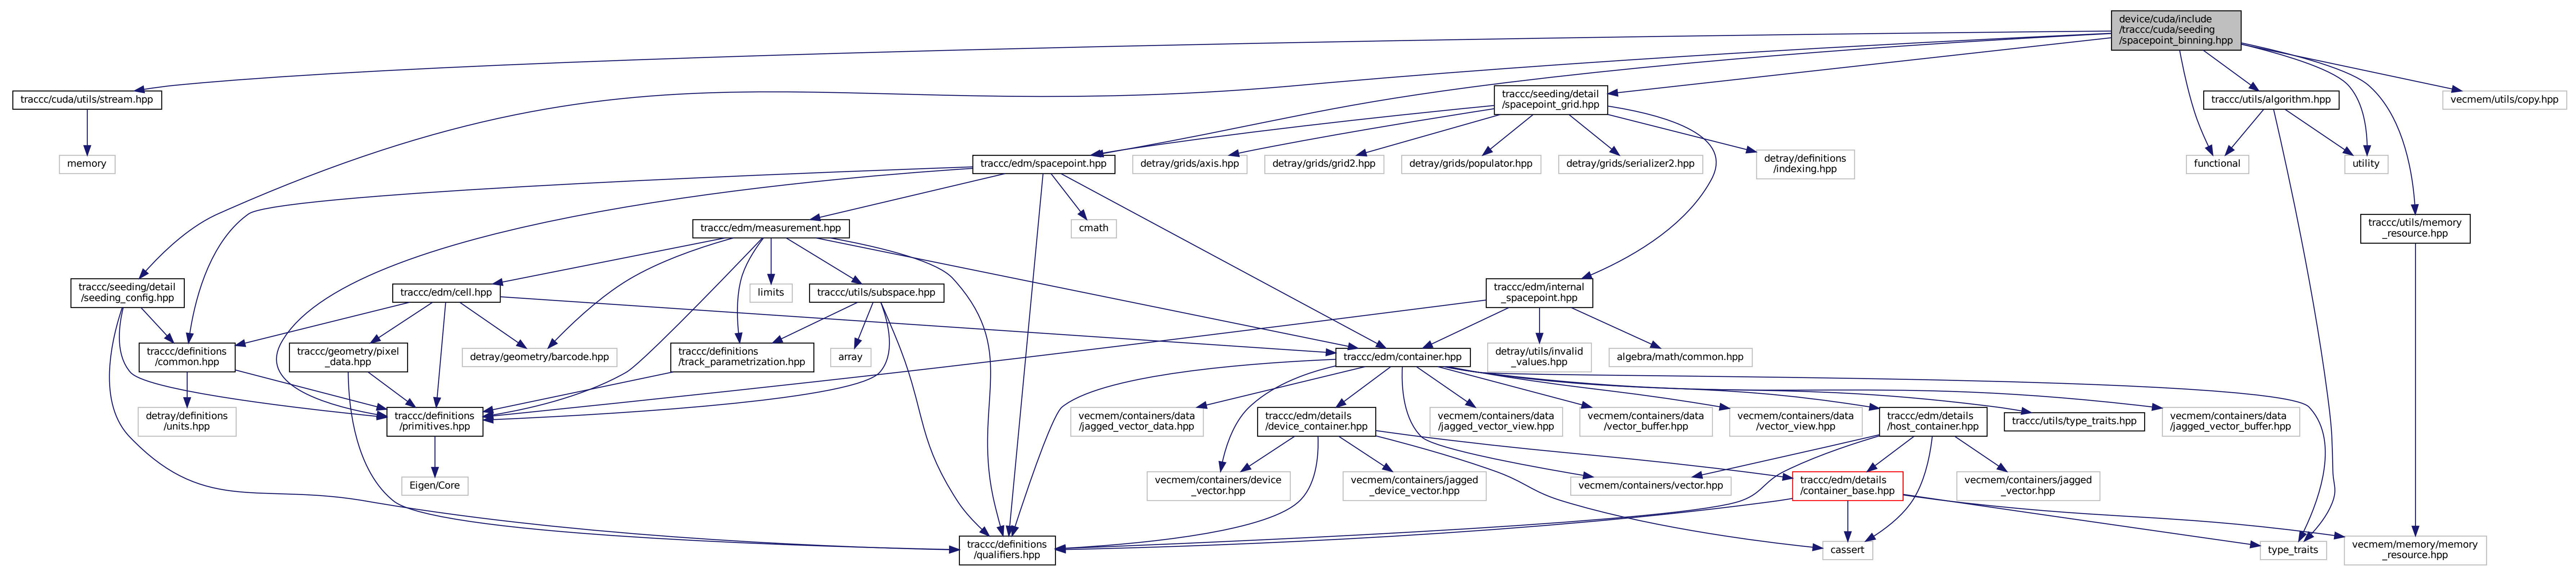 device/cuda/include
/traccc/cuda/seeding
/spacepoint_binning.hpp
traccc/cuda/utils/stream.hpp
traccc/seeding/detail
/spacepoint_grid.hpp
traccc/utils/algorithm.hpp
vecmem/utils/copy.hpp
memory
traccc/edm/spacepoint.hpp
detray/grids/axis.hpp
detray/grids/grid2.hpp
detray/grids/populator.hpp
detray/grids/serializer2.hpp
detray/definitions
/indexing.hpp
functional
utility
traccc/edm/measurement.hpp
cmath
traccc/utils/memory
_resource.hpp
traccc/seeding/detail
/seeding_config.hpp
traccc/edm/cell.hpp
limits
traccc/utils/subspace.hpp
traccc/edm/internal
_spacepoint.hpp
traccc/definitions
/common.hpp
traccc/geometry/pixel
_data.hpp
detray/geometry/barcode.hpp
traccc/definitions
/track_parametrization.hpp
array
traccc/edm/container.hpp
detray/utils/invalid
_values.hpp
algebra/math/common.hpp
detray/definitions
/units.hpp
traccc/definitions
/primitives.hpp
vecmem/containers/data
/jagged_vector_data.hpp
traccc/edm/details
/device_container.hpp
vecmem/containers/data
/jagged_vector_view.hpp
vecmem/containers/data
/vector_buffer.hpp
vecmem/containers/data
/vector_view.hpp
traccc/edm/details
/host_container.hpp
traccc/utils/type_traits.hpp
vecmem/containers/data
/jagged_vector_buffer.hpp
Eigen/Core
vecmem/containers/device
_vector.hpp
vecmem/containers/jagged
_device_vector.hpp
vecmem/containers/vector.hpp
traccc/edm/details
/container_base.hpp
vecmem/containers/jagged
_vector.hpp
traccc/definitions
/qualifiers.hpp
cassert
type_traits
vecmem/memory/memory
_resource.hpp